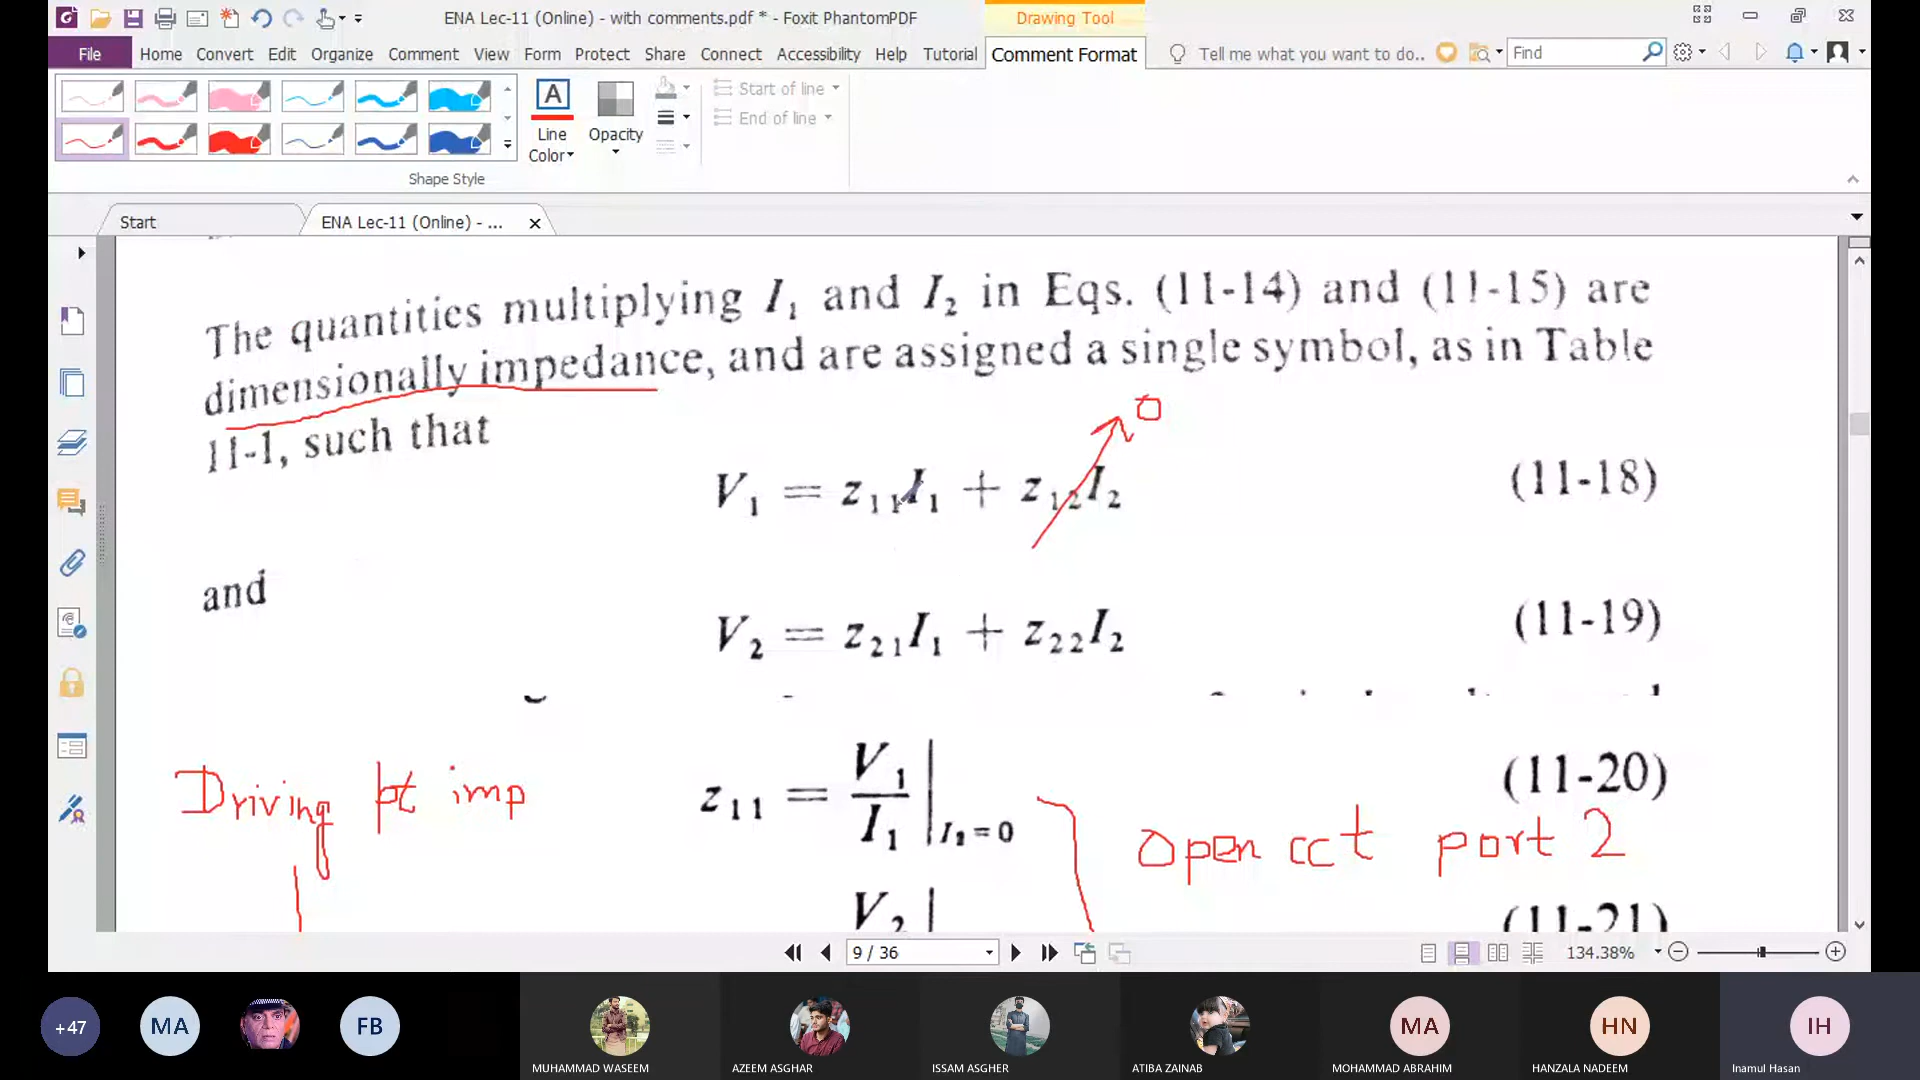 ENA Lec-11 (Online) - with comments.pdf * - Foxit PhantomPDF
Drawing Tool
File Home Convert Edit Organize Comment View Form Protect Share Connect Accessibility Help Tutorial Comment Format Tell me what you want to do.. Find
Start of line
End of line
A
Line Color
Opacity
Shape Style
Start
ENA Lec-11 (Online) - ...
The quantities multiplying I₁ and I₂ in Eqs. (11-14) and (11-15) are
dimensionally impedance, and are assigned a single symbol, as in Table
11-1, such that
0
V₁ = z₁₁I₁ + z₁₂I₂ (11-18)
and
V₂ = z₂₁I₁ + z₂₂I₂ (11-19)
Driving pt imp
z₁₁ = V₁/I₁ | I₂ = 0 (11-20)
Open cct port 2
V₂ (11-21)
9 / 36
134.38%
+47
MA
FB
MUHAMMAD WASEEM
AZEEM ASGHAR
ISSAM ASGHER
ATIBA ZAINAB
MA
MOHAMMAD ABRAHIM
HN
HANZALA NADEEM
IH
Inamul Hasan